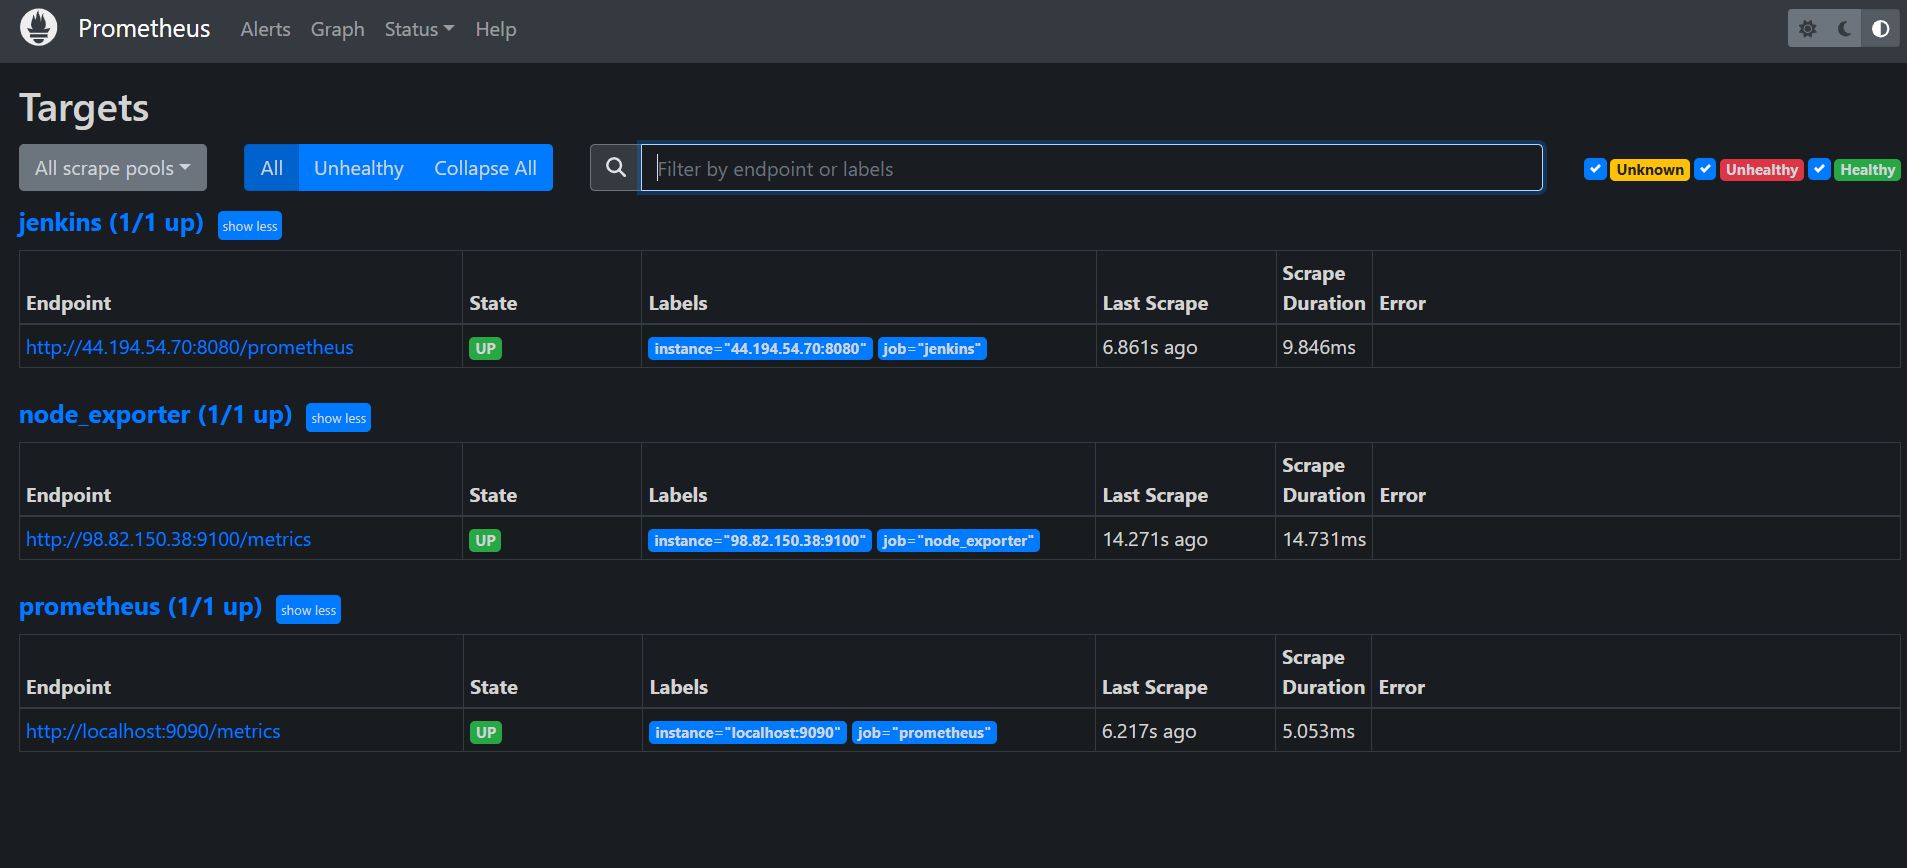 Prometheus Alerts Graph Status Help
Targets
All scrape pools All Unhealthy Collapse All Filter by endpoint or labels Unknown Unhealthy Healthy
jenkins (1/1 up) show less
Endpoint State Labels Last Scrape Scrape Duration Error
http://44.194.54.70:8080/prometheus UP instance="44.194.54.70:8080" job="jenkins" 6.861s ago 9.846ms
node_exporter (1/1 up) show less
Endpoint State Labels Last Scrape Scrape Duration Error
http://98.82.150.38:9100/metrics UP instance="98.82.150.38:9100" job="node_exporter" 14.271s ago 14.731ms
prometheus (1/1 up) show less
Endpoint State Labels Last Scrape Scrape Duration Error
http://localhost:9090/metrics UP instance="localhost:9090" job="prometheus" 6.217s ago 5.053ms